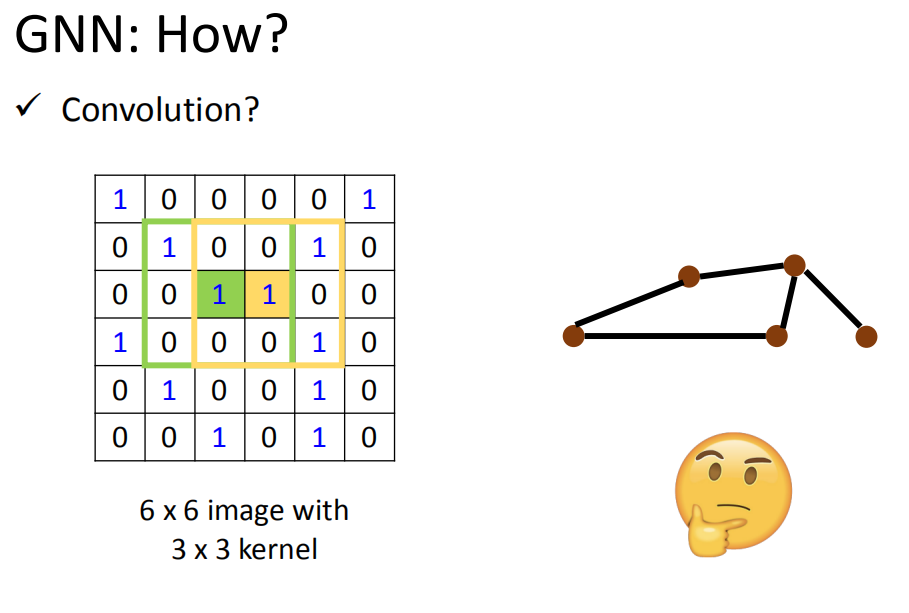 GNN: How?
✓ Convolution?
1 0 0 0 0 1
0 1 0 0 1 0
0 0 1 1 0 0
1 0 0 0 1 0
0 1 0 0 1 0
0 0 1 0 1 0
6 x 6 image with
3 x 3 kernel